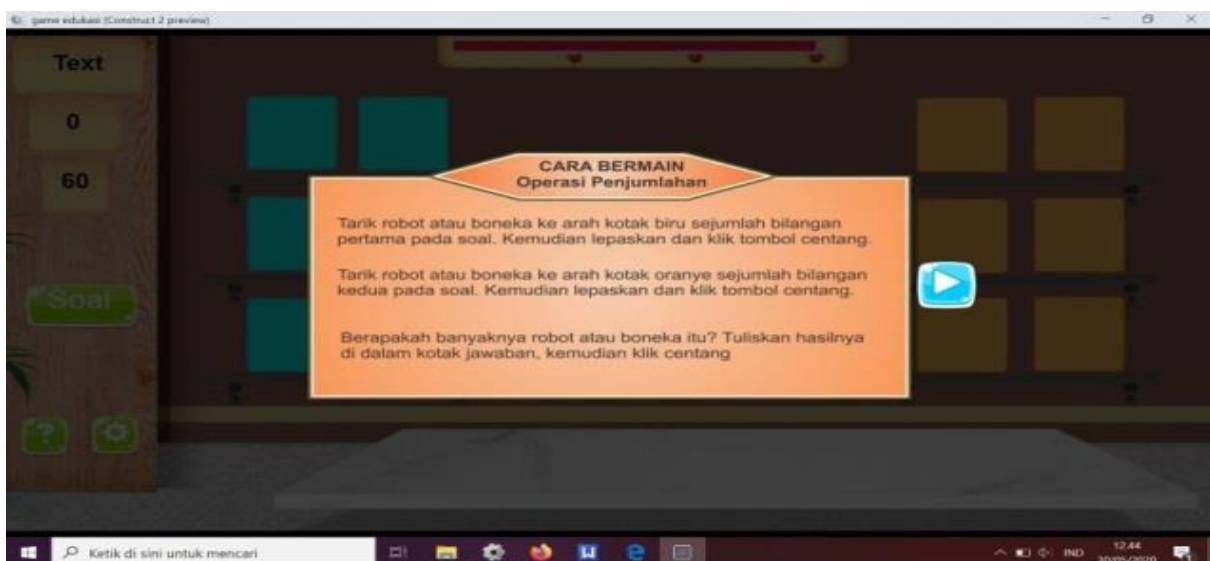 game edukasi (Construct 2 preview)
Text
0
60
Soal
?
CARA BERMAIN
Operasi Penjumlahan
Tarik robot atau boneka ke arah kotak biru sejumlah bilangan
pertama pada soal. Kemudian lepaskan dan klik tombol centang.
Tarik robot atau boneka ke arah kotak oranye sejumlah bilangan
kedua pada soal. Kemudian lepaskan dan klik tombol centang.
Berapakah banyaknya robot atau boneka itu? Tuliskan hasilnya
di dalam kotak jawaban, kemudian klik centang
Ketik di sini untuk mencari
IND
12.44
30/05/2020